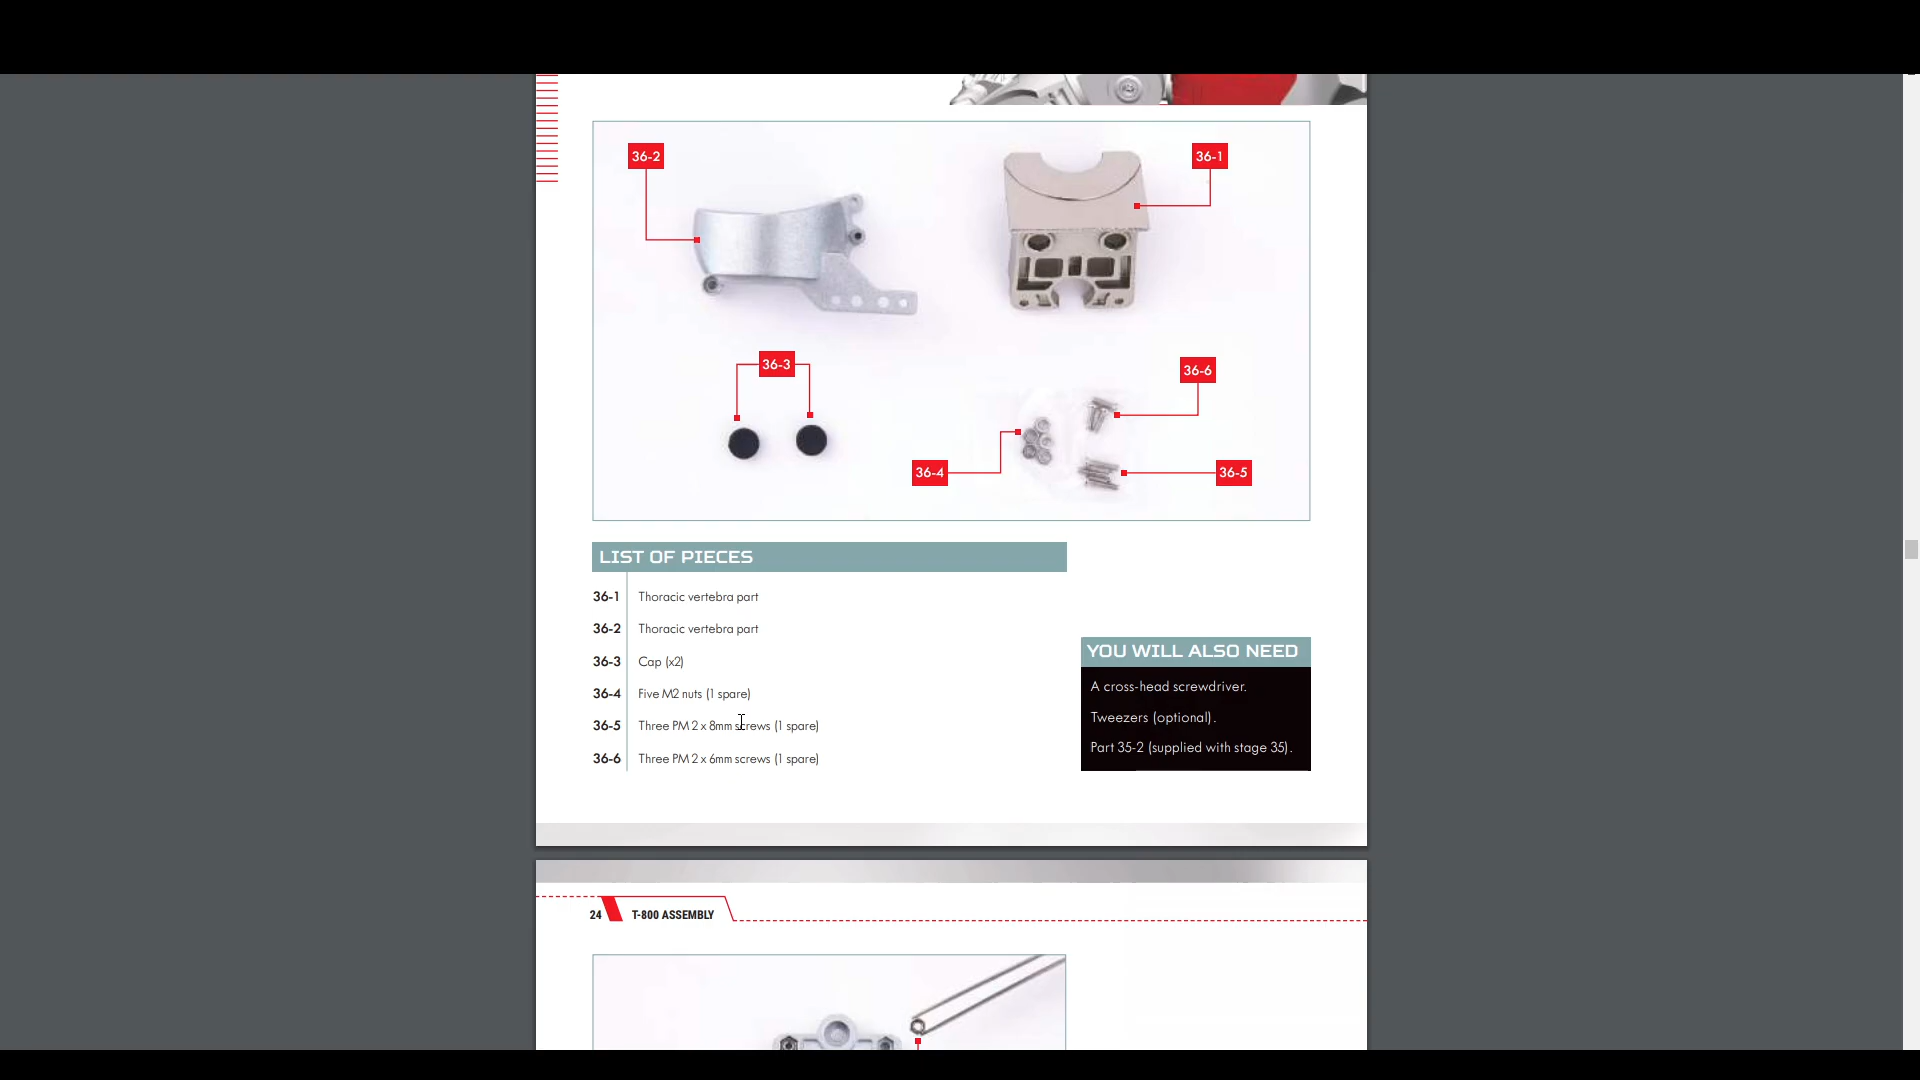 36-2
36-1
36-3
36-6
36-4
36-5
LIST OF PIECES
36-1 Thoracic vertebra part
36-2 Thoracic vertebra part
36-3 Cap (x2)
36-4 Five M2 nuts (1 spare)
36-5 Three PM 2 x 8mm screws (1 spare)
36-6 Three PM 2 x 6mm screws (1 spare)
YOU WILL ALSO NEED
A cross-head screwdriver.
Tweezers (optional).
Part 35-2 (supplied with stage 35).
24 T-800 ASSEMBLY